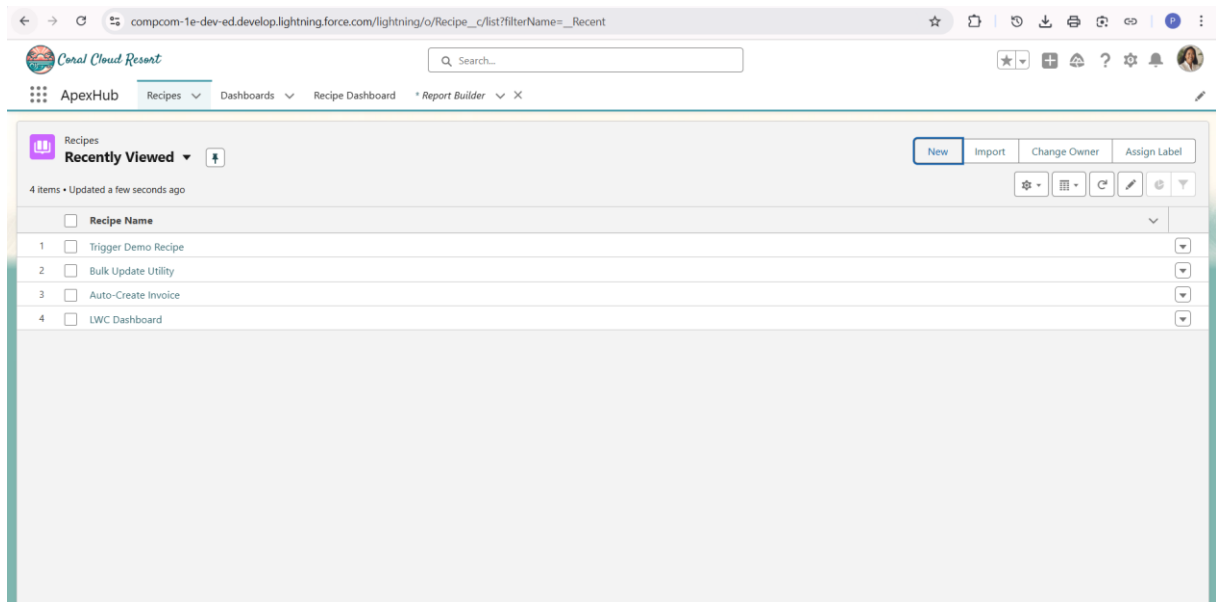 compcom-1e-dev-ed.develop.lightning.force.com/lightning/o/Recipe__c/list?filterName=__Recent
P
Coral Cloud Resort
Search...
ApexHub
Recipes
Dashboards
Recipe Dashboard
* Report Builder
Recipes
Recently Viewed
New
Import
Change Owner
Assign Label
4 items • Updated a few seconds ago
Recipe Name
1 Trigger Demo Recipe
2 Bulk Update Utility
3 Auto-Create Invoice
4 LWC Dashboard